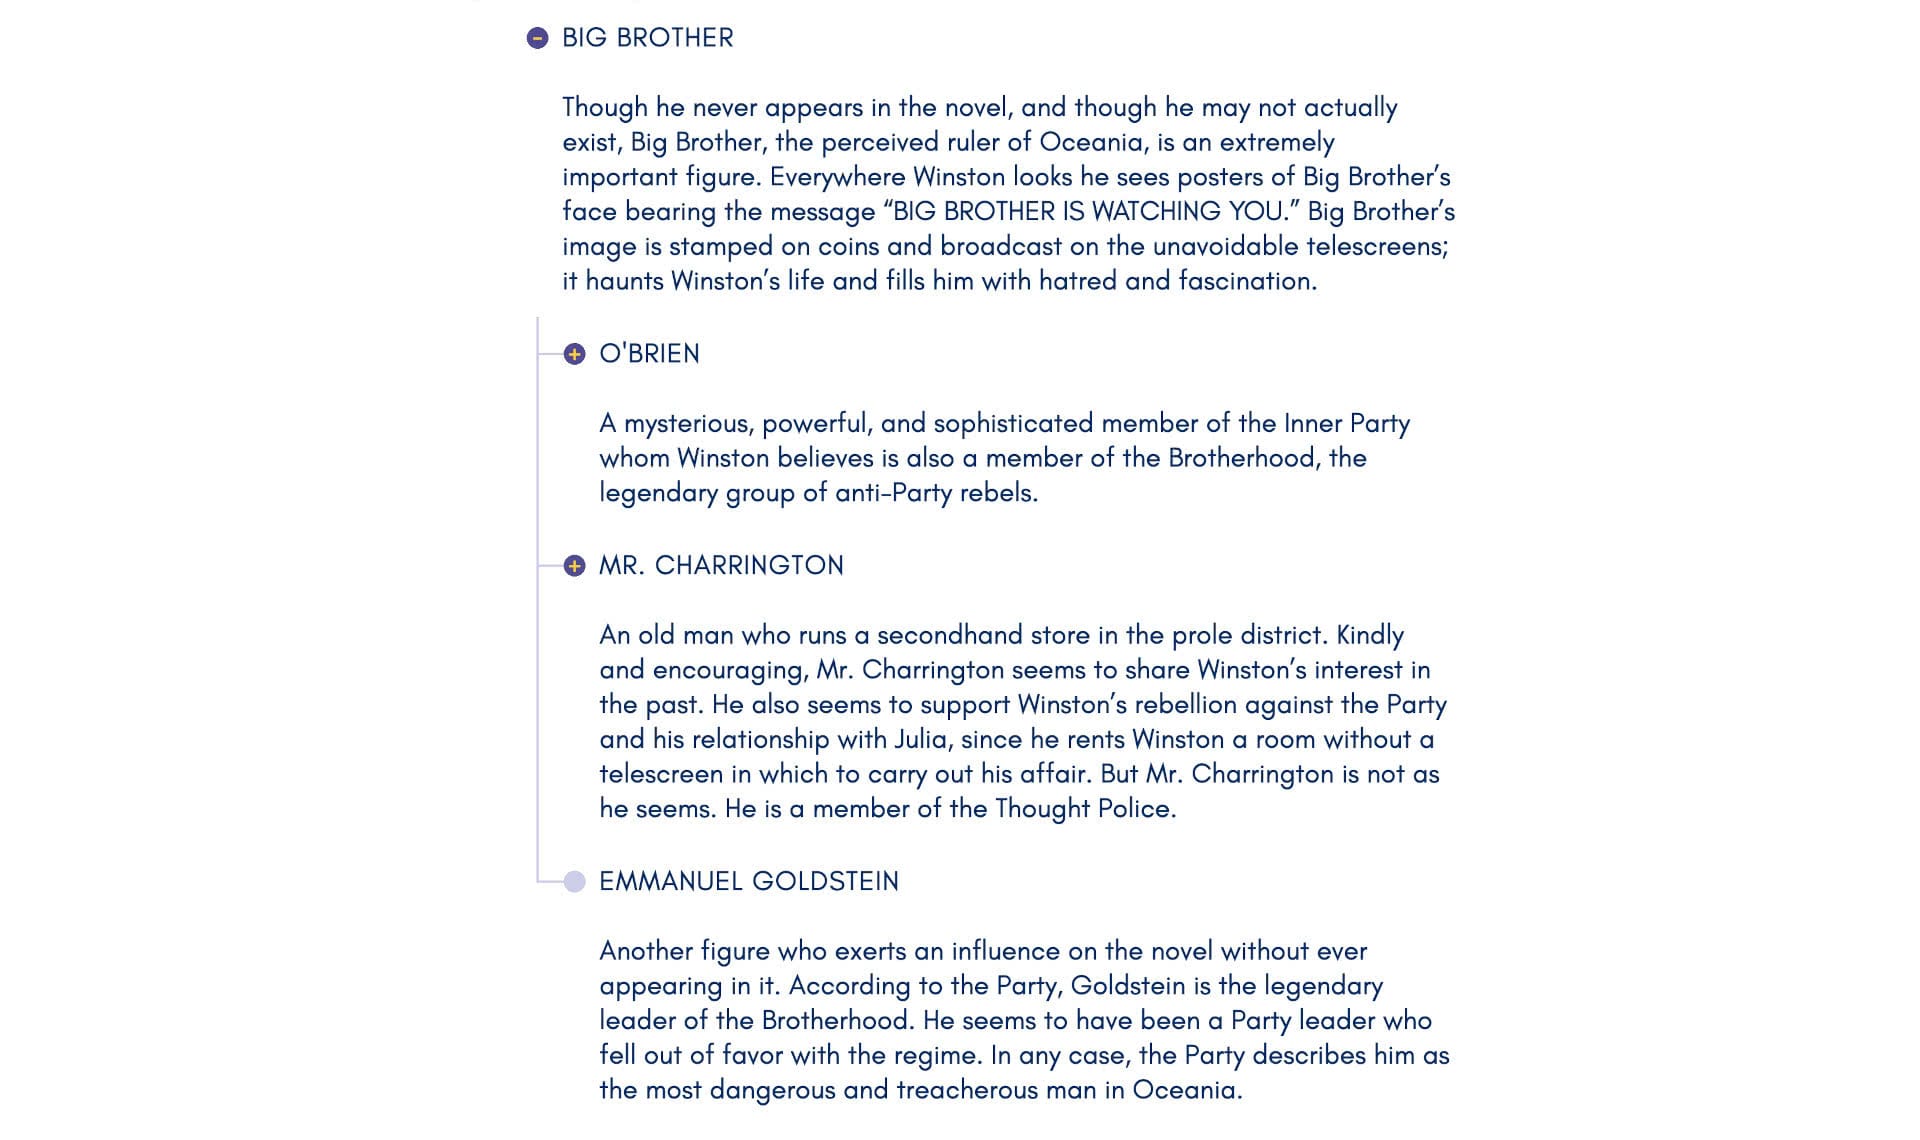 BIG BROTHER
Though he never appears in the novel, and though he may not actually
exist, Big Brother, the perceived ruler of Oceania, is an extremely
important figure. Everywhere Winston looks he sees posters of Big Brother’s
face bearing the message “BIG BROTHER IS WATCHING YOU.” Big Brother’s
image is stamped on coins and broadcast on the unavoidable telescreens;
it haunts Winston’s life and fills him with hatred and fascination.
O'BRIEN
A mysterious, powerful, and sophisticated member of the Inner Party
whom Winston believes is also a member of the Brotherhood, the
legendary group of anti-Party rebels.
MR. CHARRINGTON
An old man who runs a secondhand store in the prole district. Kindly
and encouraging, Mr. Charrington seems to share Winston’s interest in
the past. He also seems to support Winston’s rebellion against the Party
and his relationship with Julia, since he rents Winston a room without a
telescreen in which to carry out his affair. But Mr. Charrington is not as
he seems. He is a member of the Thought Police.
EMMANUEL GOLDSTEIN
Another figure who exerts an influence on the novel without ever
appearing in it. According to the Party, Goldstein is the legendary
leader of the Brotherhood. He seems to have been a Party leader who
fell out of favor with the regime. In any case, the Party describes him as
the most dangerous and treacherous man in Oceania.